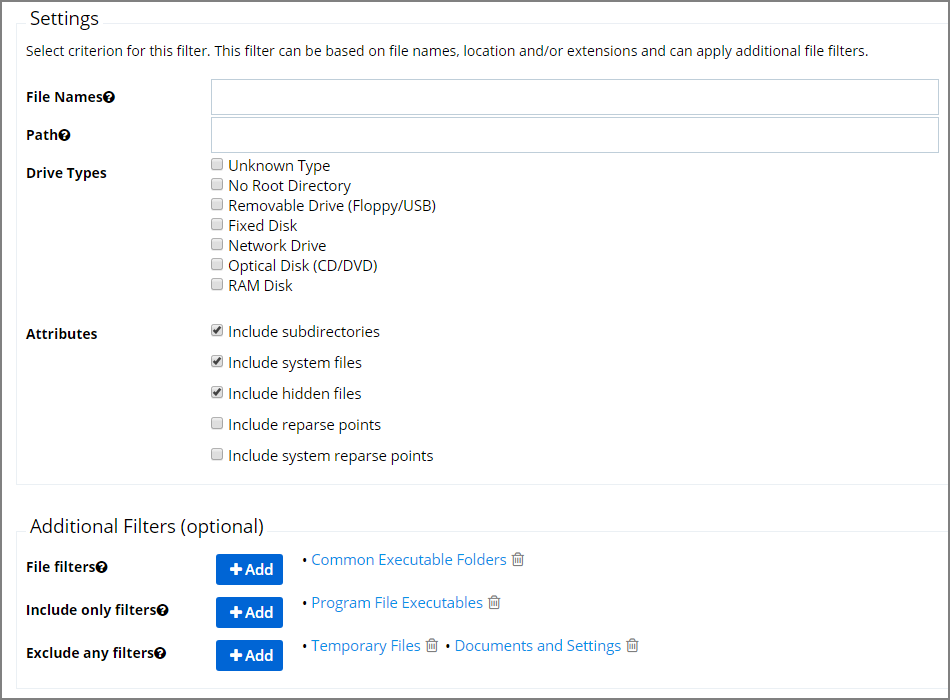 Settings
Select criterion for this filter. This filter can be based on file names, location and/or extensions and can apply additional file filters.
File Names
Path
Drive Types
Unknown Type
No Root Directory
Removable Drive (Floppy/USB)
Fixed Disk
Network Drive
Optical Disk (CD/DVD)
RAM Disk
Attributes
Include subdirectories
Include system files
Include hidden files
Include reparse points
Include system reparse points
Additional Filters (optional)
File filters + Add • Common Executable Folders
Include only filters + Add • Program File Executables
Exclude any filters + Add • Temporary Files • Documents and Settings